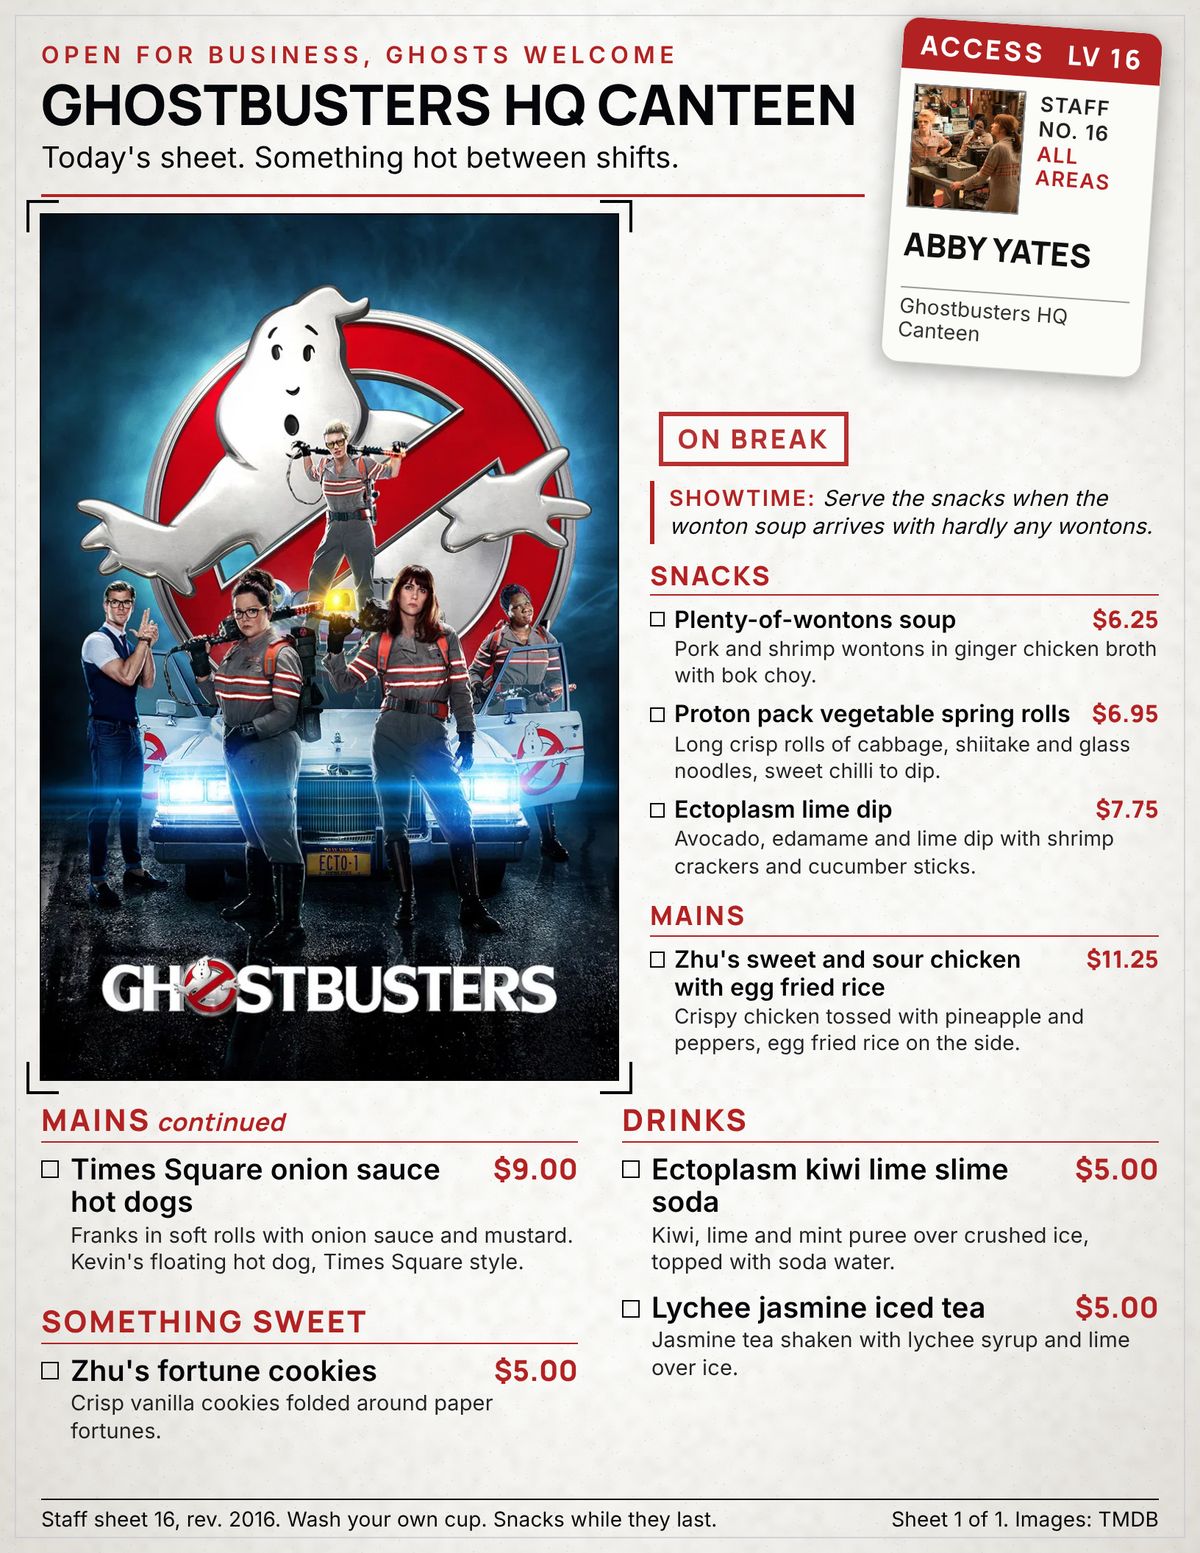 OPEN FOR BUSINESS, GHOSTS WELCOME
GHOSTBUSTERS HQ CANTEEN
Today's sheet. Something hot between shifts.
ACCESS LV 16
STAFF
NO. 16
ALL
AREAS
ABBY YATES
Ghostbusters HQ
Canteen
ECTO-1
GHOSTBUSTERS
ON BREAK
SHOWTIME: Serve the snacks when the
wonton soup arrives with hardly any wontons.
SNACKS
Plenty-of-wontons soup $6.25
Pork and shrimp wontons in ginger chicken broth
with bok choy.
Proton pack vegetable spring rolls $6.95
Long crisp rolls of cabbage, shiitake and glass
noodles, sweet chilli to dip.
Ectoplasm lime dip $7.75
Avocado, edamame and lime dip with shrimp
crackers and cucumber sticks.
MAINS
Zhu's sweet and sour chicken $11.25
with egg fried rice
Crispy chicken tossed with pineapple and
peppers, egg fried rice on the side.
MAINS continued
Times Square onion sauce $9.00
hot dogs
Franks in soft rolls with onion sauce and mustard.
Kevin's floating hot dog, Times Square style.
SOMETHING SWEET
Zhu's fortune cookies $5.00
Crisp vanilla cookies folded around paper
fortunes.
DRINKS
Ectoplasm kiwi lime slime $5.00
soda
Kiwi, lime and mint puree over crushed ice,
topped with soda water.
Lychee jasmine iced tea $5.00
Jasmine tea shaken with lychee syrup and lime
over ice.
Staff sheet 16, rev. 2016. Wash your own cup. Snacks while they last.
Sheet 1 of 1. Images: TMDB